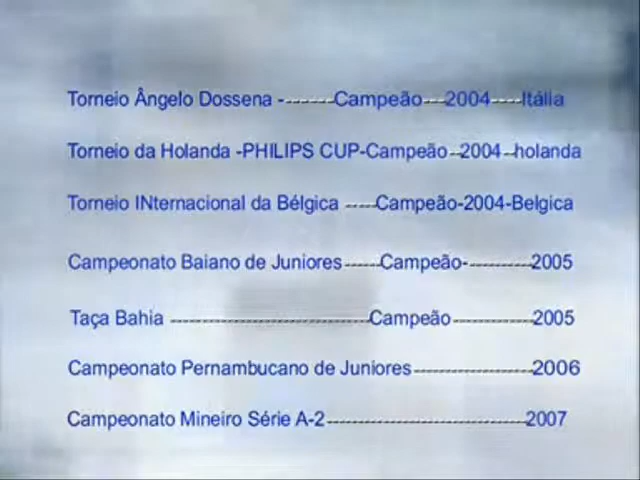 Torneio Ângelo Dossena -------Campeão---2004----Itália
Torneio da Holanda -PHILIPS CUP-Campeão--2004--holanda
Torneio INternacional da Bélgica -----Campeão-2004-Belgica
Campeonato Baiano de Juniores-----Campeão----------2005
Taça Bahia -----------------------------Campeão-----------2005
Campeonato Pernambucano de Juniores-----------------2006
Campeonato Mineiro Série A-2----------------------------2007